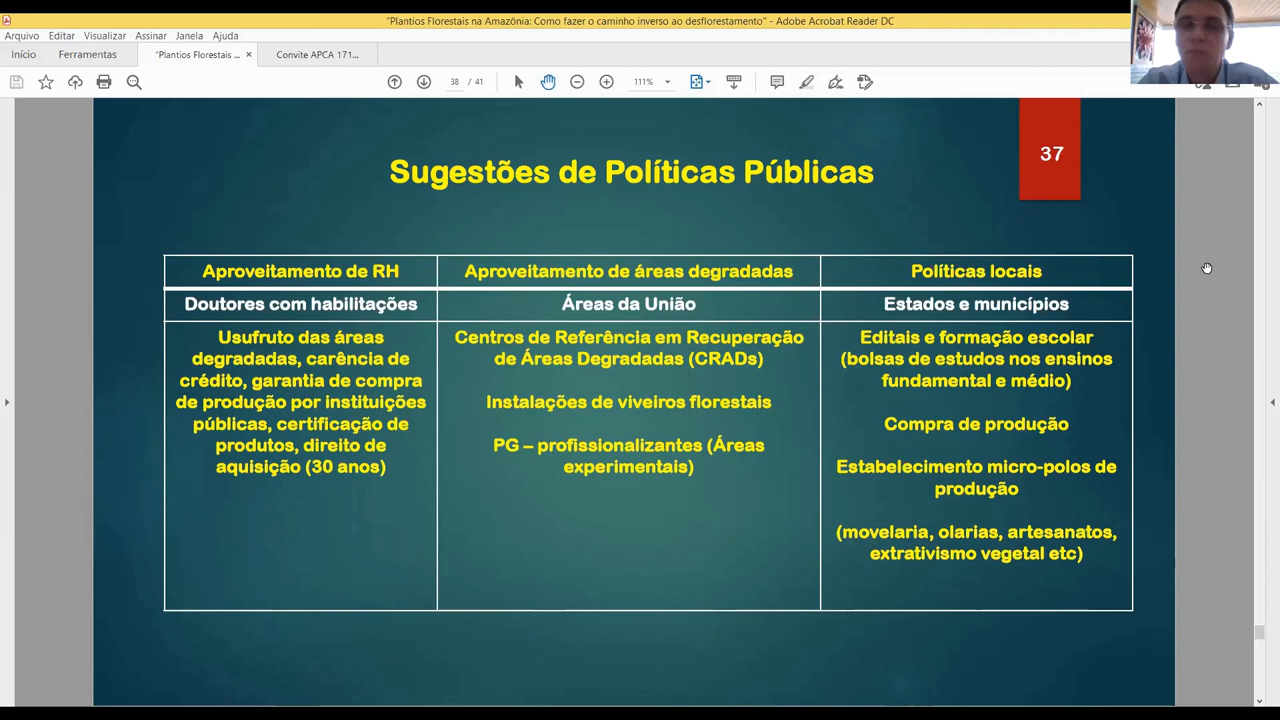 "Plantios Florestais na Amazônia: Como fazer o caminho inverso ao desflorestamento" - Adobe Acrobat Reader DC
Arquivo Editar Visualizar Assinar Janela Ajuda
Início Ferramentas "Plantios Florestais ... × Convite APCA 171...
38 / 41 111%
37
Sugestões de Políticas Públicas
Aproveitamento de RH
Doutores com habilitações
Usufruto das áreas
degradadas, carência de
crédito, garantia de compra
de produção por instituições
públicas, certificação de
produtos, direito de
aquisição (30 anos)
Aproveitamento de áreas degradadas
Áreas da União
Centros de Referência em Recuperação
de Áreas Degradadas (CRADs)
Instalações de viveiros florestais
PG – profissionalizantes (Áreas
experimentais)
Políticas locais
Estados e municípios
Editais e formação escolar
(bolsas de estudos nos ensinos
fundamental e médio)
Compra de produção
Estabelecimento micro-polos de
produção
(movelaria, olarias, artesanatos,
extrativismo vegetal etc)